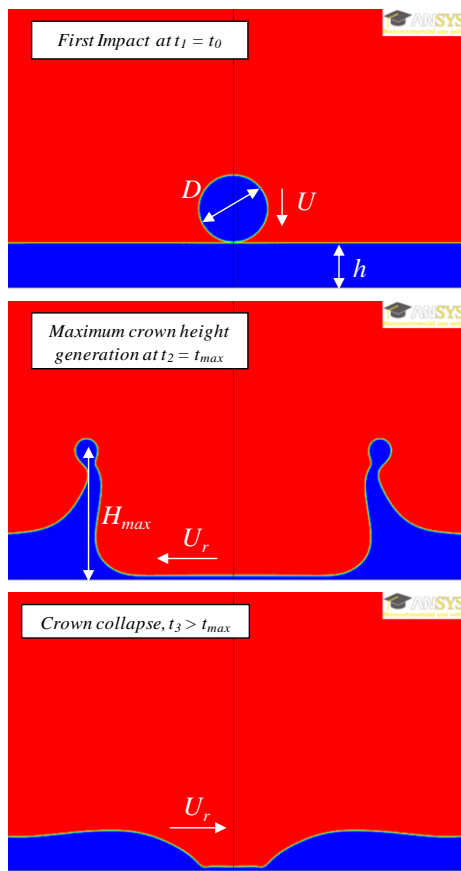 ANSYS
First Impact at t₁ = t₀
D
U
h
ANSYS
Maximum crown height
generation at t₂ = tₘₐₓ
Hₘₐₓ
Uᵣ
ANSYS
Crown collapse, t₃ > tₘₐₓ
Uᵣ